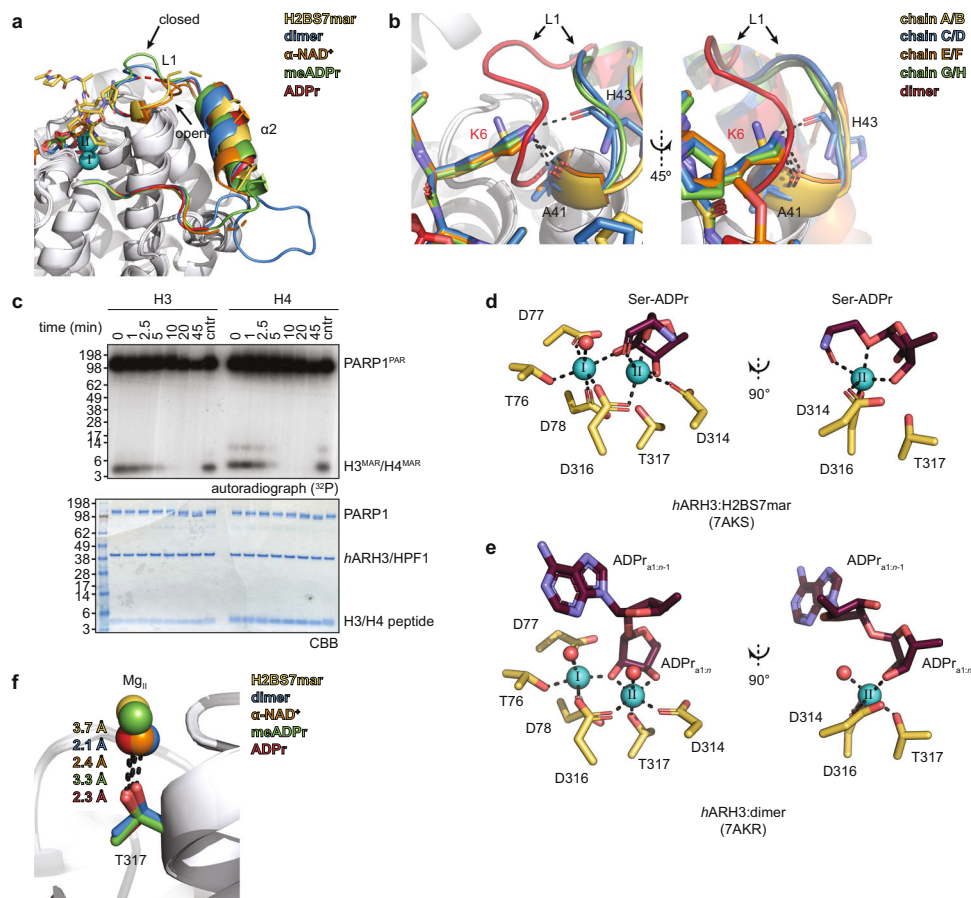 a
closed
L1
open
α2
H2BS7mar
dimer
α-NAD+
meADPr
ADPr
II
I
b
L1
K6
H43
A41
45º
L1
K6
H43
A41
chain A/B
chain C/D
chain E/F
chain G/H
dimer
c
H3 H4
time (min) 0 1 2.5 5 10 20 45 cntr 0 1 2.5 5 10 20 45 cntr
198
98
62
49
38
28
17
14
6
3
PARP1PAR
H3MAR/H4MAR
autoradiograph (32P)
198
98
62
49
38
28
17
14
6
3
PARP1
hARH3/HPF1
H3/H4 peptide
CBB
d
Ser-ADPr
D77
I
II
T76
D78
D314
D316
T317
90°
Ser-ADPr
II
D314
D316
T317
hARH3:H2BS7mar
(7AKS)
e
ADPra1:n-1
D77
ADPra1:n
I
II
T76
D78
D314
D316
T317
90°
ADPra1:n-1
ADPra1:n
II
D314
D316
T317
hARH3:dimer
(7AKR)
f
MgII
3.7 Å
2.1 Å
2.4 Å
3.3 Å
2.3 Å
T317
H2BS7mar
dimer
α-NAD+
meADPr
ADPr